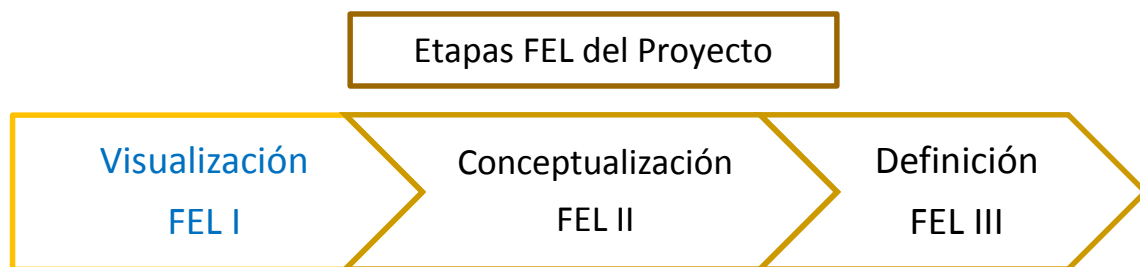 Etapas FEL del Proyecto
Visualización
FEL I
Conceptualización
FEL II
Definición
FEL III